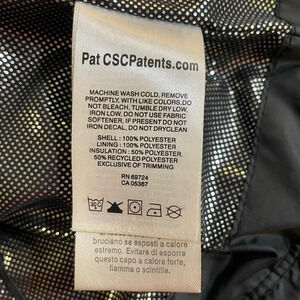 Pat CSCPatents.com
MACHINE WASH COLD, REMOVE
PROMPTLY, WITH LIKE COLORS, DO
NOT BLEACH, TUMBLE DRY LOW,
IRON LOW, DO NOT USE FABRIC
SOFTENER, IF PRESENT DO NOT
IRON DECAL, DO NOT DRYCLEAN
SHELL : 100% POLYESTER
LINING : 100% POLYESTER
INSULATION : 50% POLYESTER,
50% RECYCLED POLYESTER
EXCLUSIVE OF TRIMMING
RN 69724
CA 05367
bruciano se esposti a calore
estremo. Evitare di esporre
questo capo a calore forte,
fiamma o scintille.